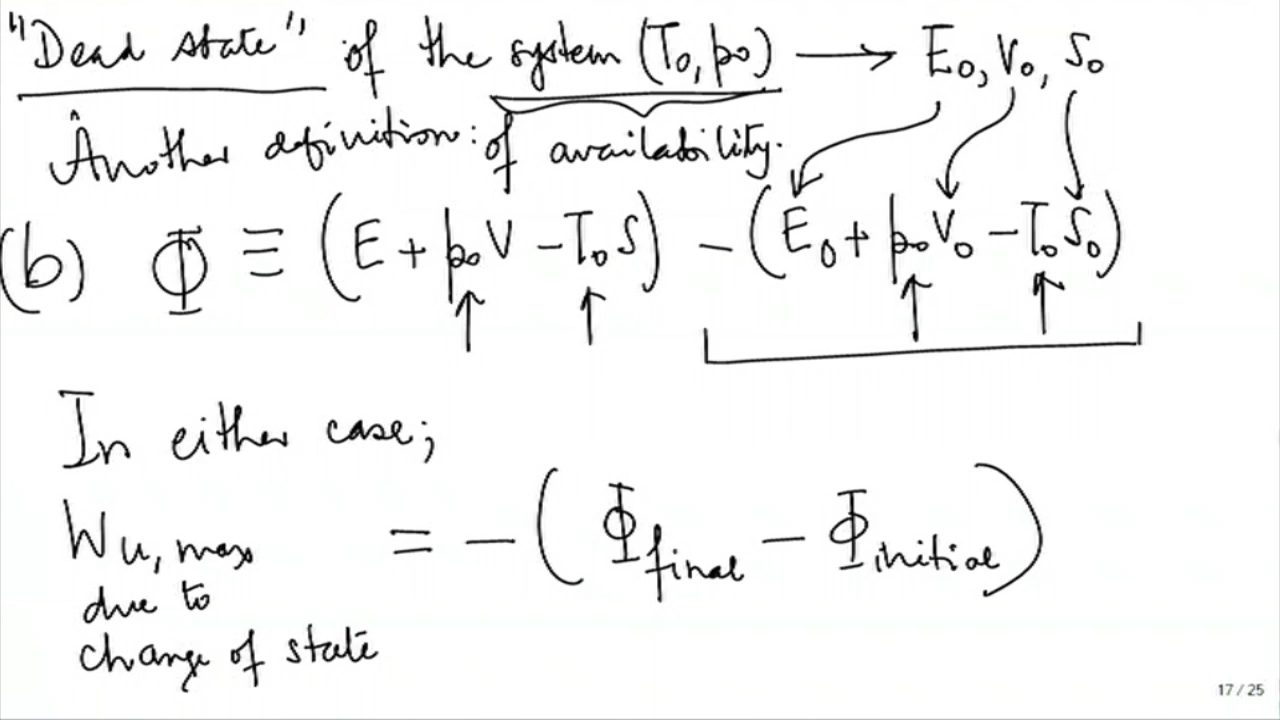 "Dead state" of the system (T₀, p₀) ⟶ E₀, V₀, S₀
Another definition: of availability.
(b) Φ ≡ (E + p₀V − T₀S) − (E₀ + p₀V₀ − T₀S₀)
In either case;
Wu, max = − (Φfinal − Φinitial)
due to
change of state
17 / 25